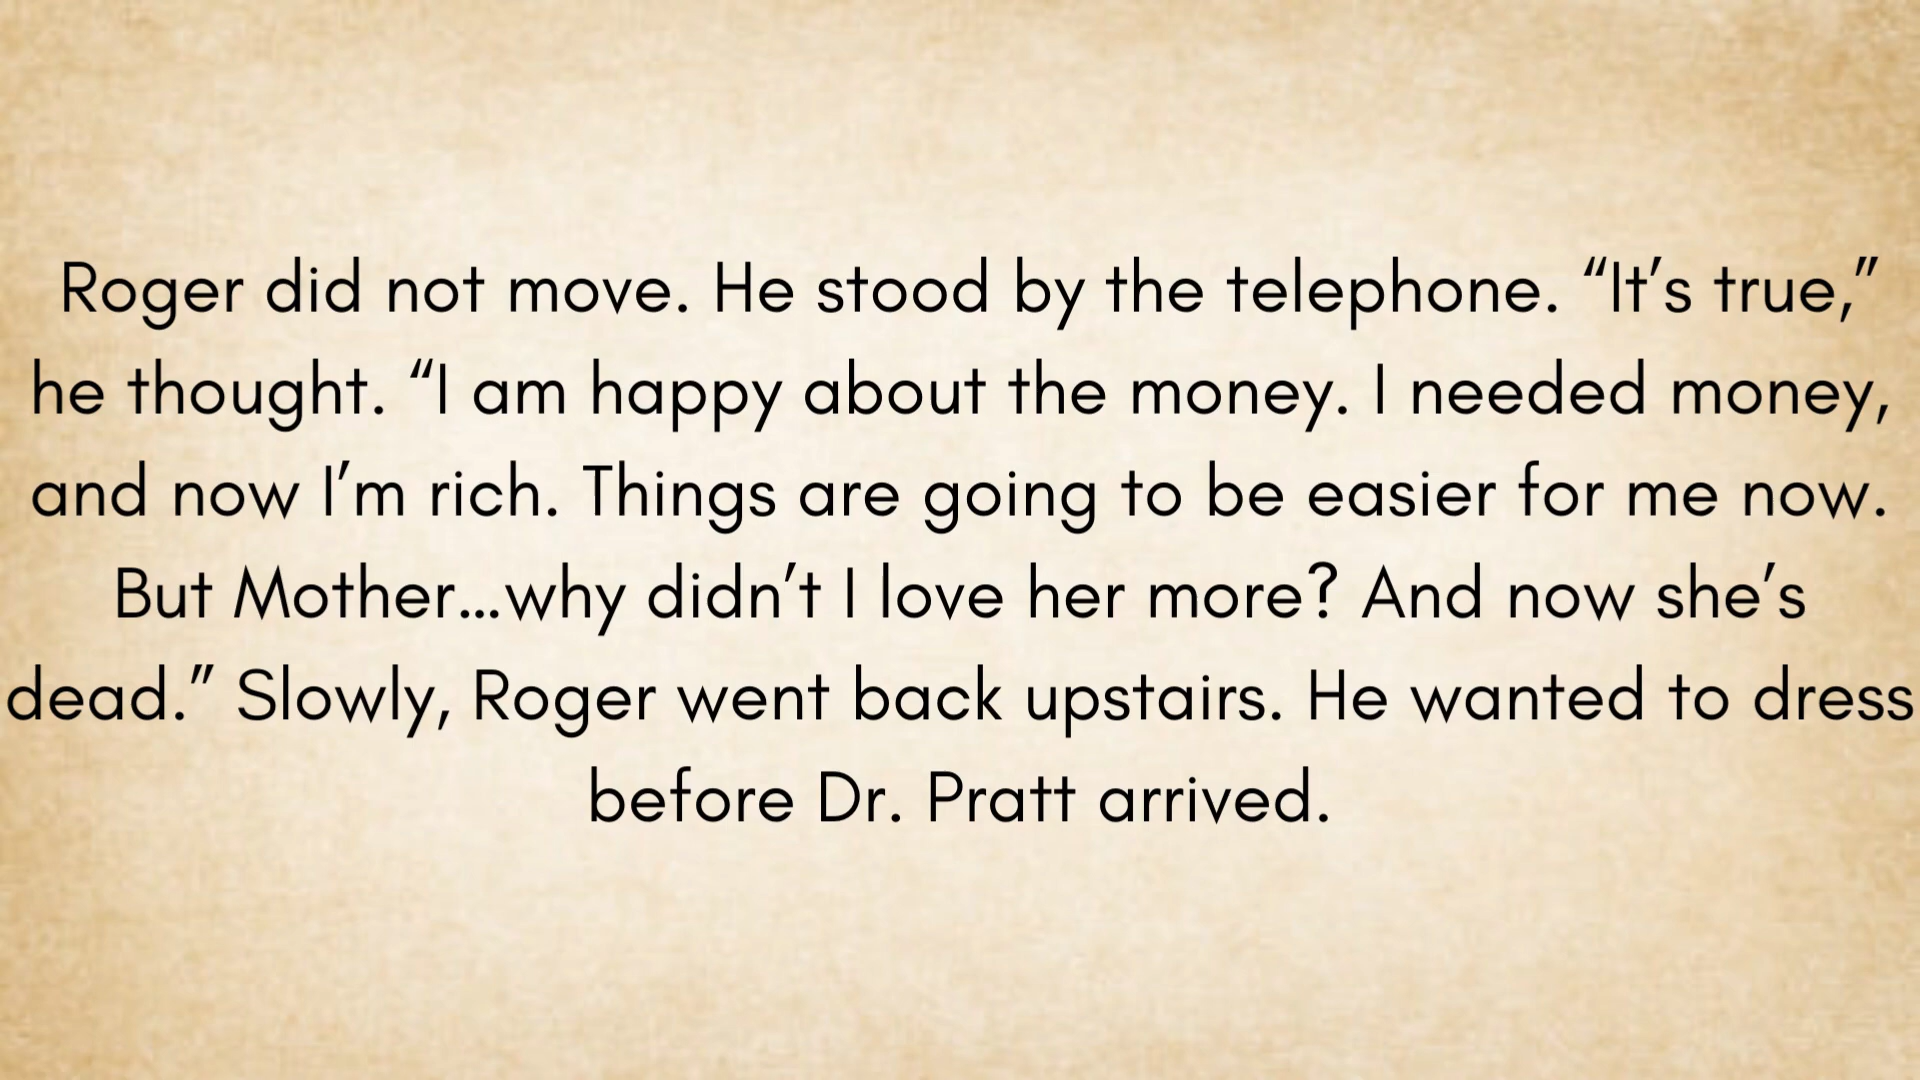 Roger did not move. He stood by the telephone. “It’s true,”
he thought. “I am happy about the money. I needed money,
and now I’m rich. Things are going to be easier for me now.
But Mother...why didn’t I love her more? And now she’s
dead.” Slowly, Roger went back upstairs. He wanted to dress
before Dr. Pratt arrived.